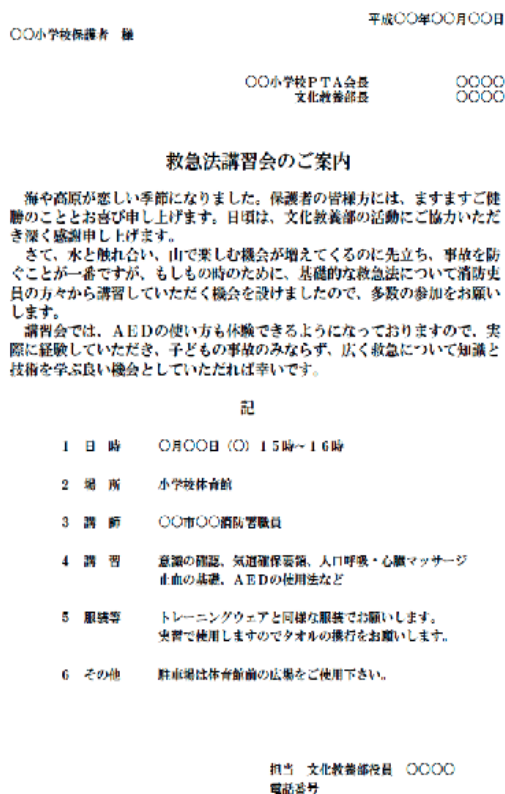 平成〇〇年〇〇月〇〇日
〇〇小学校保護者　様
〇〇小学校PTA会長　〇〇〇〇
文化教養部長　〇〇〇〇
救急法講習会のご案内
　海や高原が恋しい季節になりました。保護者の皆様方には、ますますご健
勝のこととお喜び申し上げます。日頃は、文化教養部の活動にご協力いただ
き深く感謝申し上げます。
　さて、水と触れ合い、山で楽しむ機会が増えてくるのに先立ち、事故を防
ぐことが一番ですが、もしもの時のために、基礎的な救急法について消防吏
員の方々から講習していただく機会を設けましたので、多数の参加をお願い
します。
　講習会では、AEDの使い方も体験できるようになっておりますので、実
際に経験していただき、子どもの事故のみならず、広く救急について知識と
技術を学ぶ良い機会としていただれば幸いです。
記
1　日　時　〇月〇〇日（〇）15時～16時
2　場　所　小学校体育館
3　講　師　〇〇市〇〇消防署職員
4　講　習　意識の確認、気道確保要領、人口呼吸・心臓マッサージ
止血の基礎、AEDの使用法など
5　服装等　トレーニングウェアと同様な服装でお願いします。
実習で使用しますのでタオルの携行をお願いします。
6　その他　駐車場は体育館前の広場をご使用下さい。
担当　文化教養部役員　〇〇〇〇
電話番号